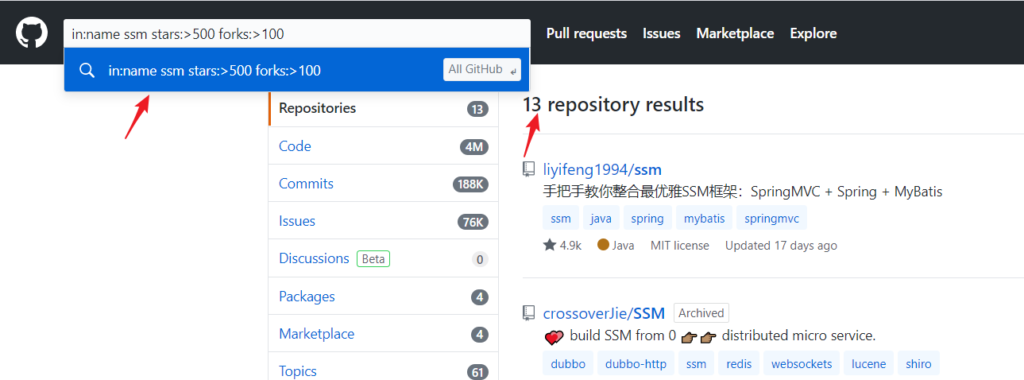 in:name ssm stars:>500 forks:>100
Pull requests Issues Marketplace Explore
in:name ssm stars:>500 forks:>100 All GitHub
Repositories 13
Code 4M
Commits 188K
Issues 76K
Discussions Beta 0
Packages 4
Marketplace 4
Topics 61
13 repository results
liyifeng1994/ssm
手把手教你整合最优雅SSM框架：SpringMVC + Spring + MyBatis
ssm java spring mybatis springmvc
4.9k Java MIT license Updated 17 days ago
crossoverJie/SSM Archived
build SSM from 0 distributed micro service.
dubbo dubbo-http ssm redis websockets lucene shiro